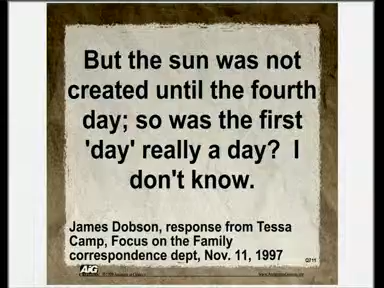 But the sun was not
created until the fourth
day; so was the first
'day' really a day?  I
don't know.
James Dobson, response from Tessa
Camp, Focus on the Family
correspondence dept, Nov. 11, 1997
AiG